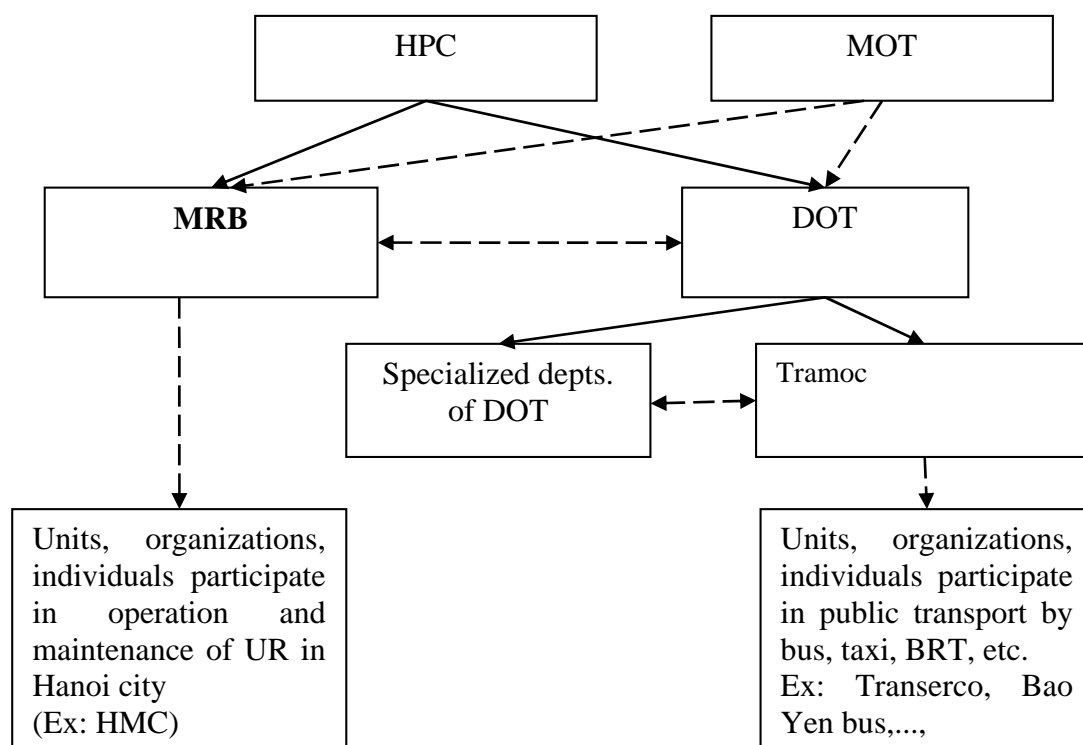 HPC
MOT
MRB
DOT
Specialized depts.
of DOT
Tramoc
Units, organizations,
individuals participate
in operation and
maintenance of UR in
Hanoi city
(Ex: HMC)
Units, organizations,
individuals participate
in public transport by
bus, taxi, BRT, etc.
Ex: Transerco, Bao
Yen bus,...,